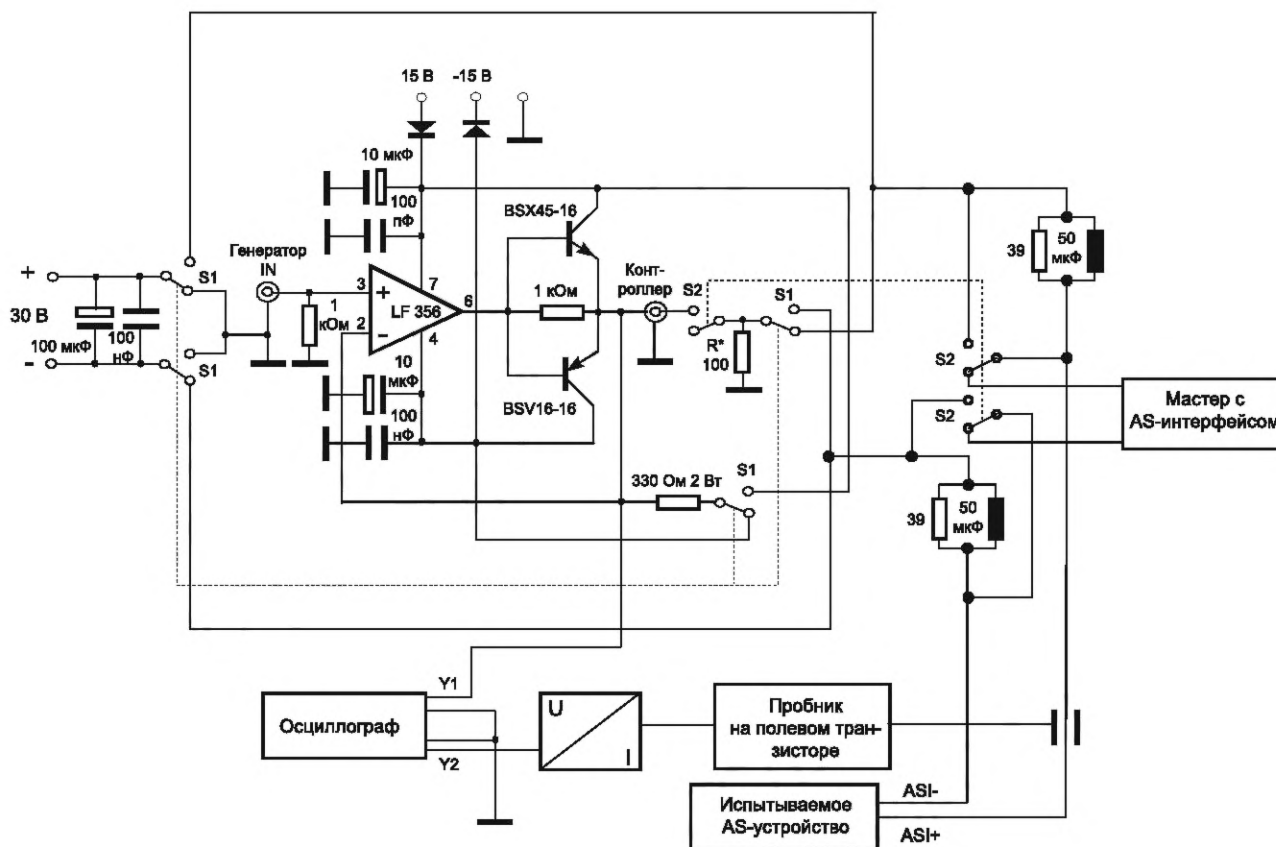 15 В
-15 В
10 мкФ
100
пФ
BSX45-16
Генератор
IN
S1
+
30 В
-
100 мкФ
100
нФ
S1
1
кОм
3
+
7
LF 356
6
2
−
4
1 кОм
Конт-
роллер
S2
S1
R*
100
10
мкФ
100
нФ
BSV16-16
39
50
мкФ
S2
S2
Мастер с
AS-интерфейсом
330 Ом 2 Вт
S1
39
50
мкФ
Y1
Осциллограф
Y2
U
I
Пробник
на полевом тран-
зисторе
Испытываемое
AS-устройство
ASI-
ASI+